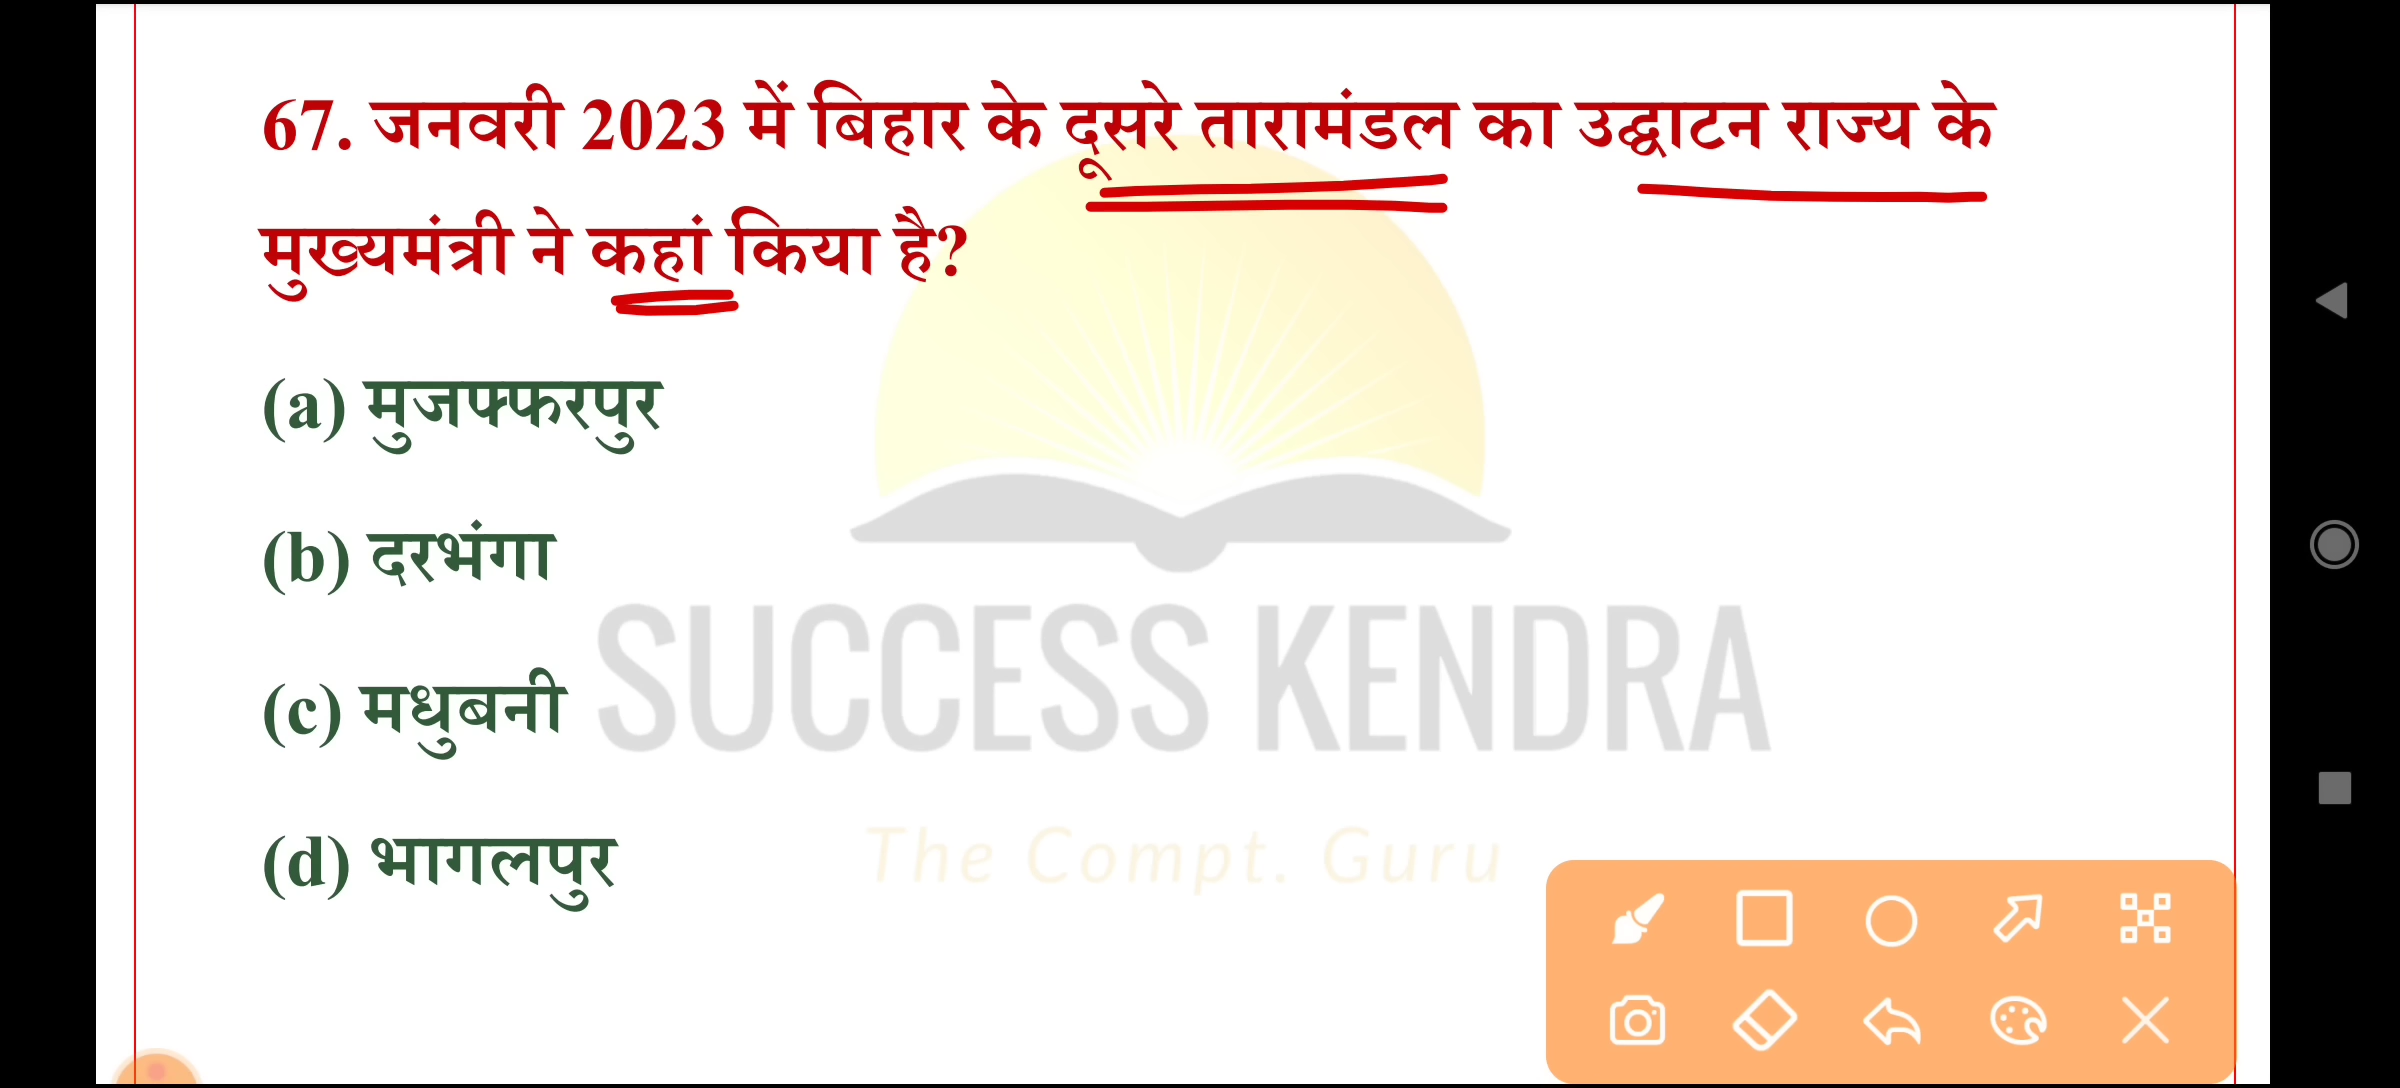 67. जनवरी 2023 में बिहार के दूसरे तारामंडल का उद्घाटन राज्य के
मुख्यमंत्री ने कहां किया है?
(a) मुजफ्फरपुर
(b) दरभंगा
(c) मधुबनी
(d) भागलपुर
SUCCESS KENDRA
The Compt. Guru